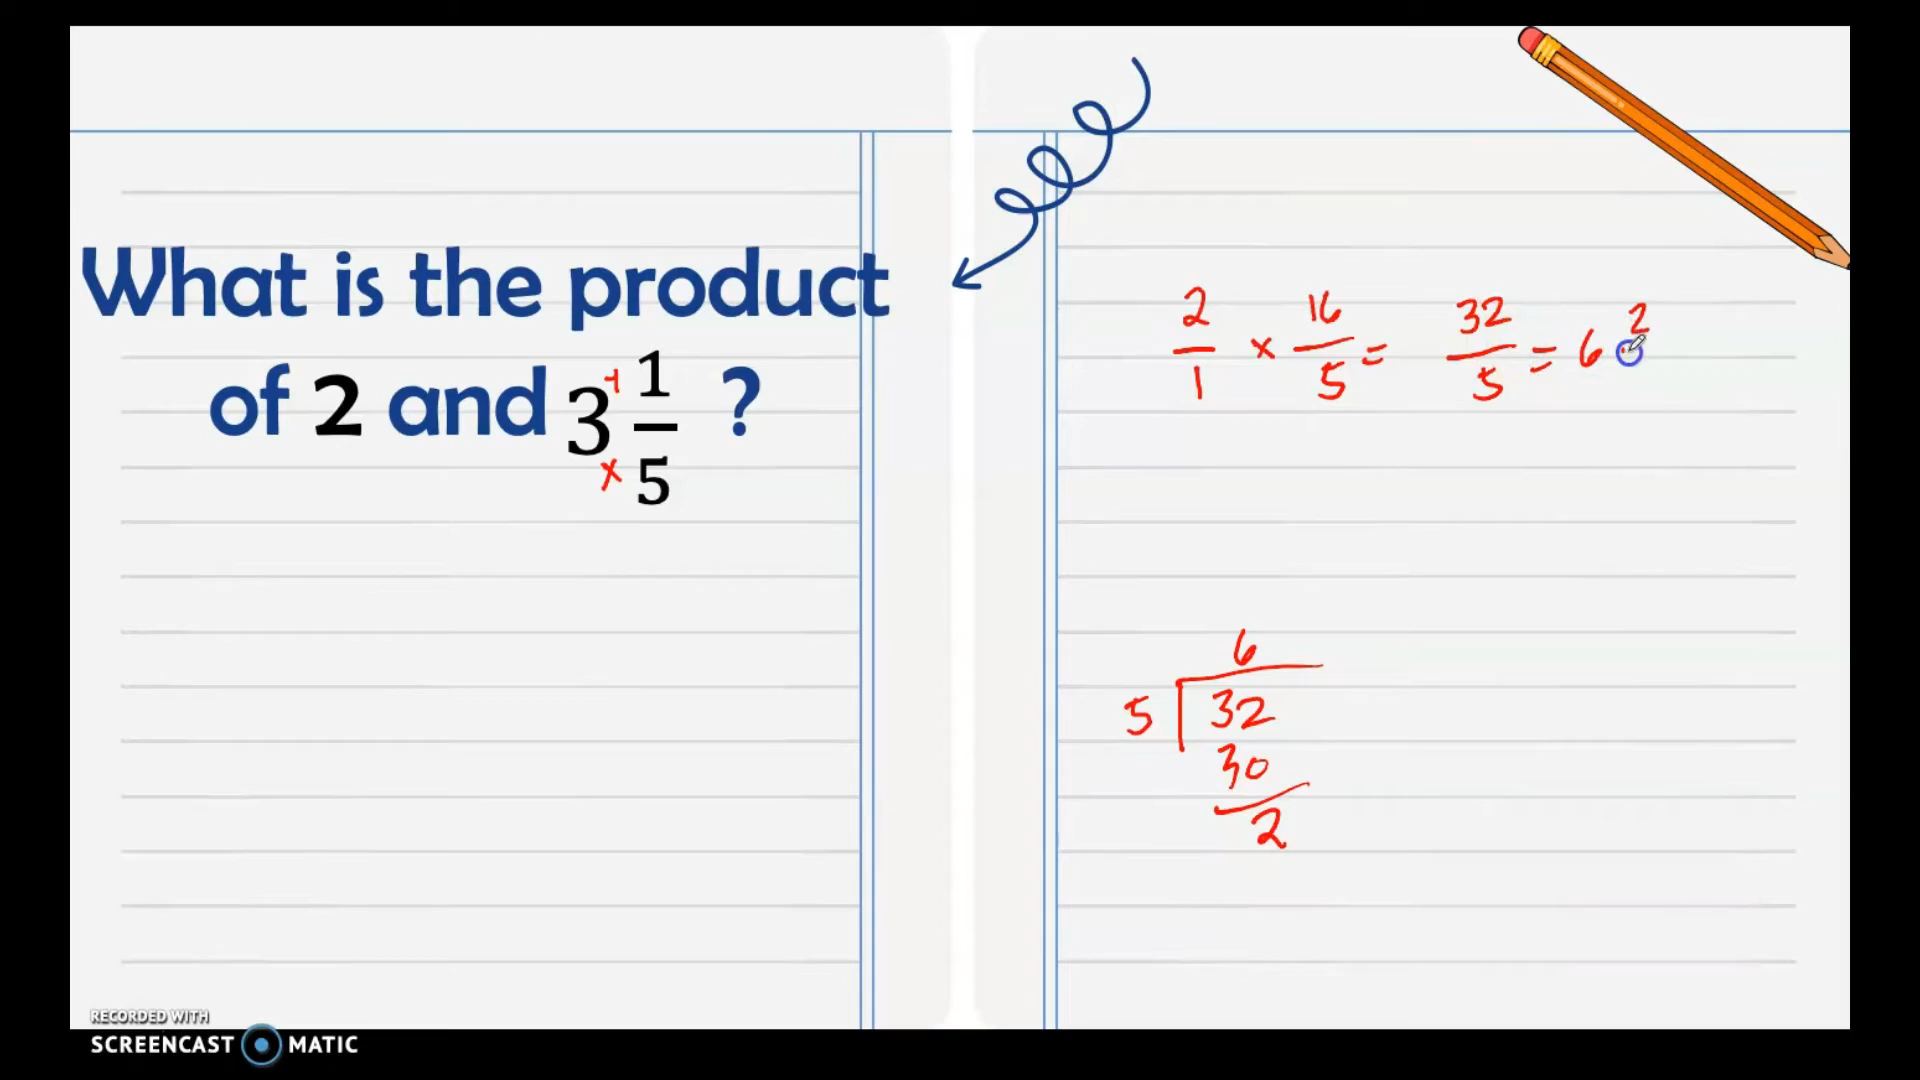 What is the product
of 2 and 3 1/5 ?
+
x
2/1 x 16/5 = 32/5 = 6 2
6
5 32
30
2
RECORDED WITH
SCREENCAST MATIC